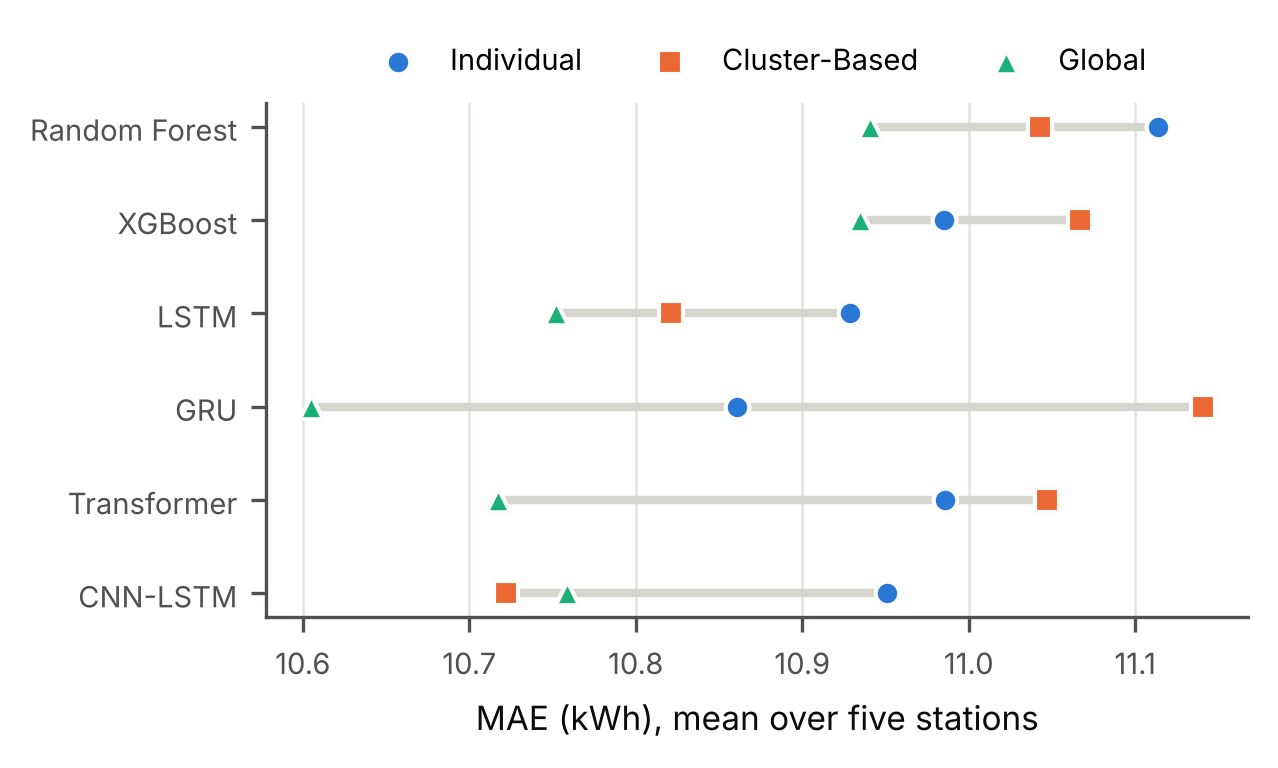 Individual Cluster-Based Global
Random Forest
XGBoost
LSTM
GRU
Transformer
CNN-LSTM
10.6 10.7 10.8 10.9 11.0 11.1
MAE (kWh), mean over five stations